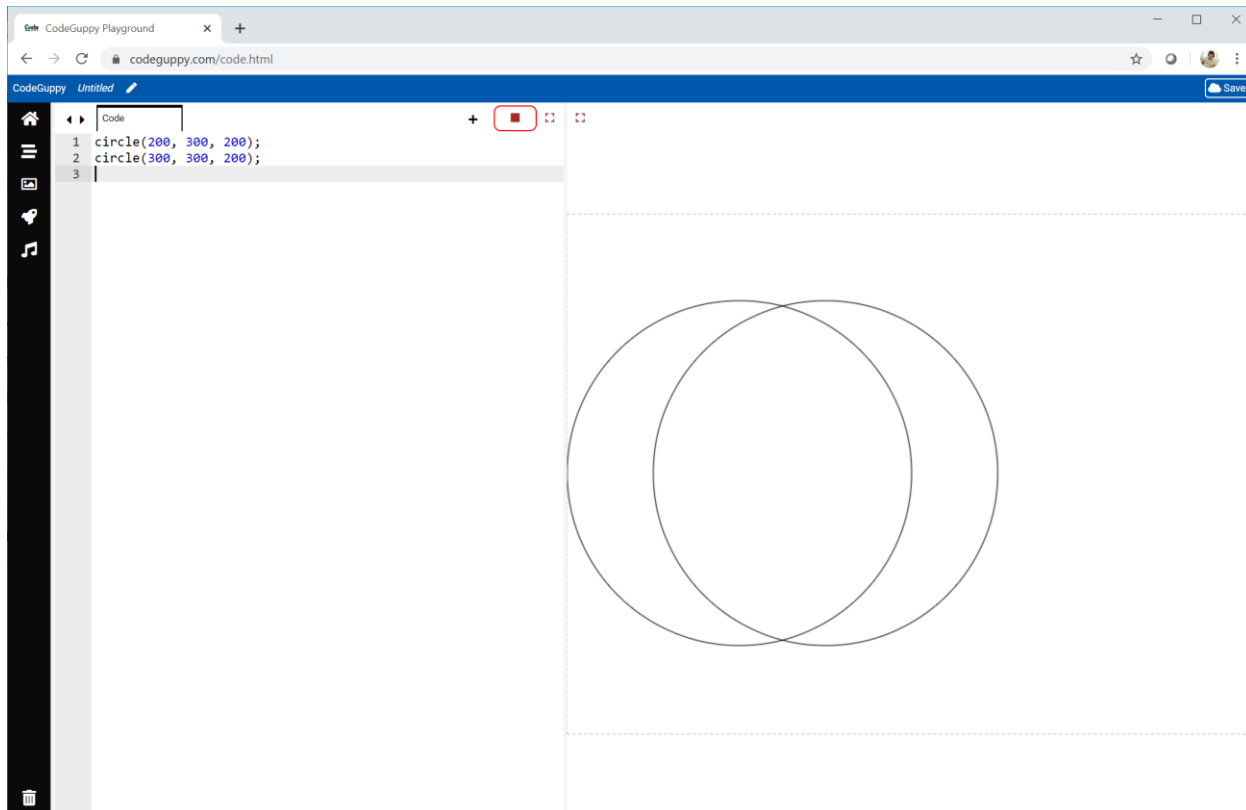 Code CodeGuppy Playground
codeguppy.com/code.html
CodeGuppy Untitled Save
Code
1 circle(200, 300, 200);
2 circle(300, 300, 200);
3